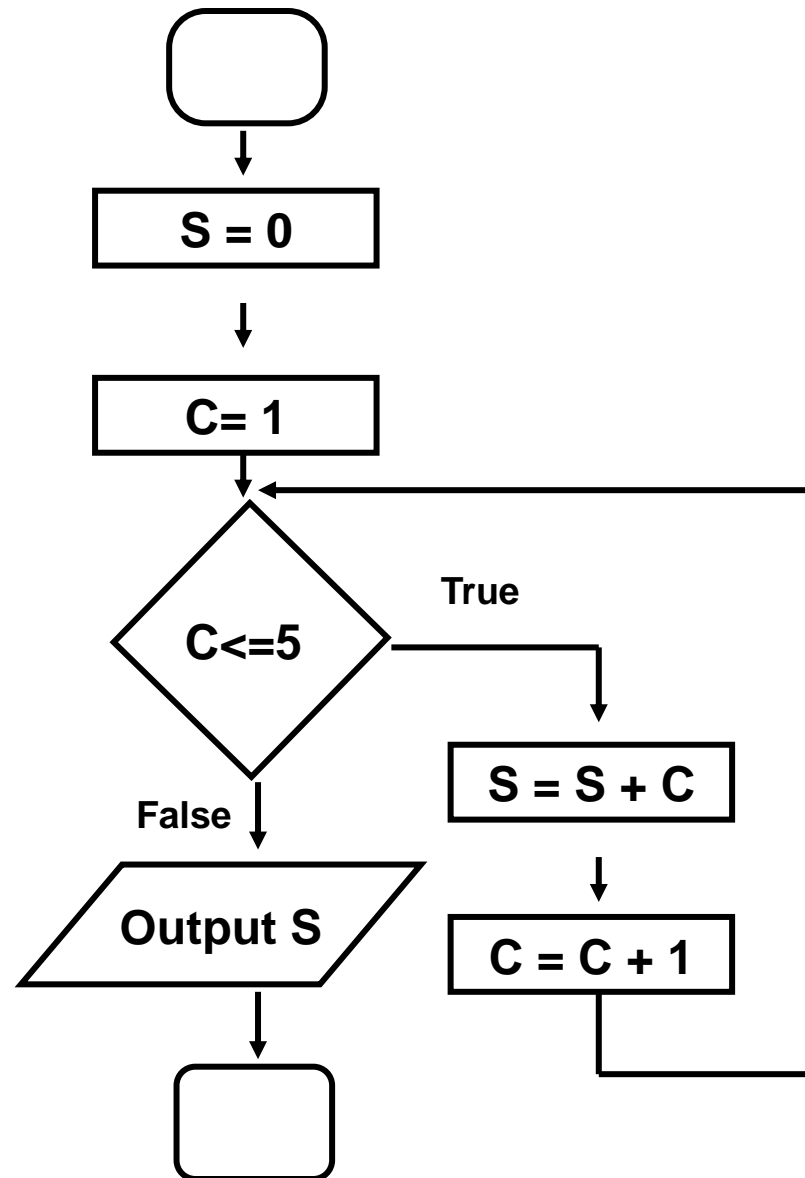 S = 0
C= 1
C<=5
True
S = S + C
C = C + 1
False
Output S